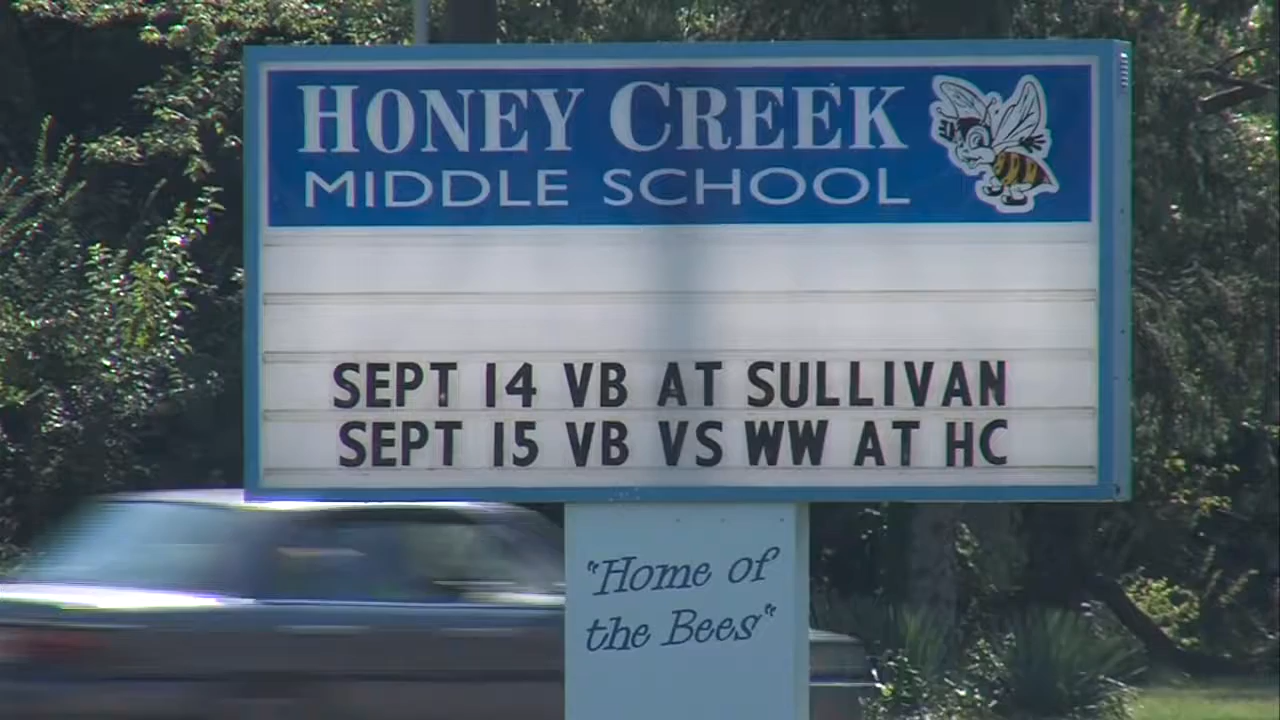 HONEY CREEK
MIDDLE SCHOOL
SEPT 14 VB AT SULLIVAN
SEPT 15 VB VS WW AT HC
"Home of
the Bees"